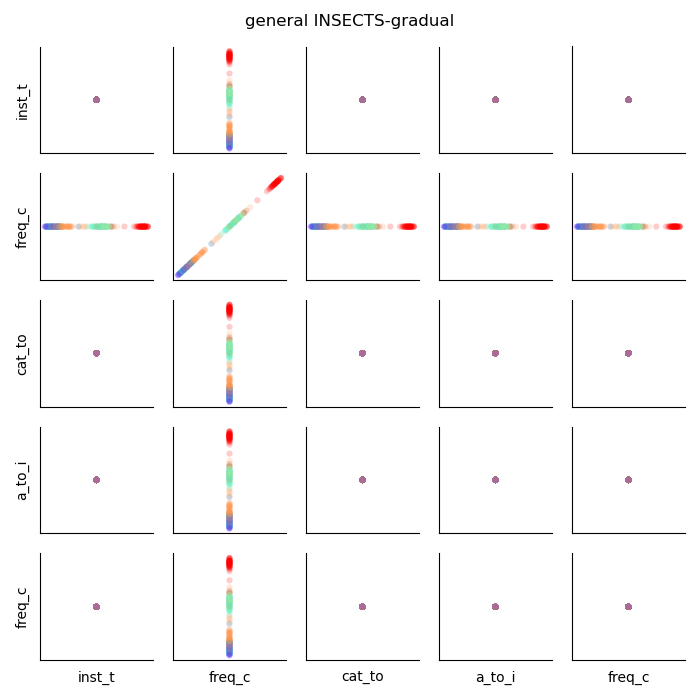 general INSECTS-gradual
inst_t
freq_c
cat_to
a_to_i
freq_c
inst_t freq_c cat_to a_to_i freq_c